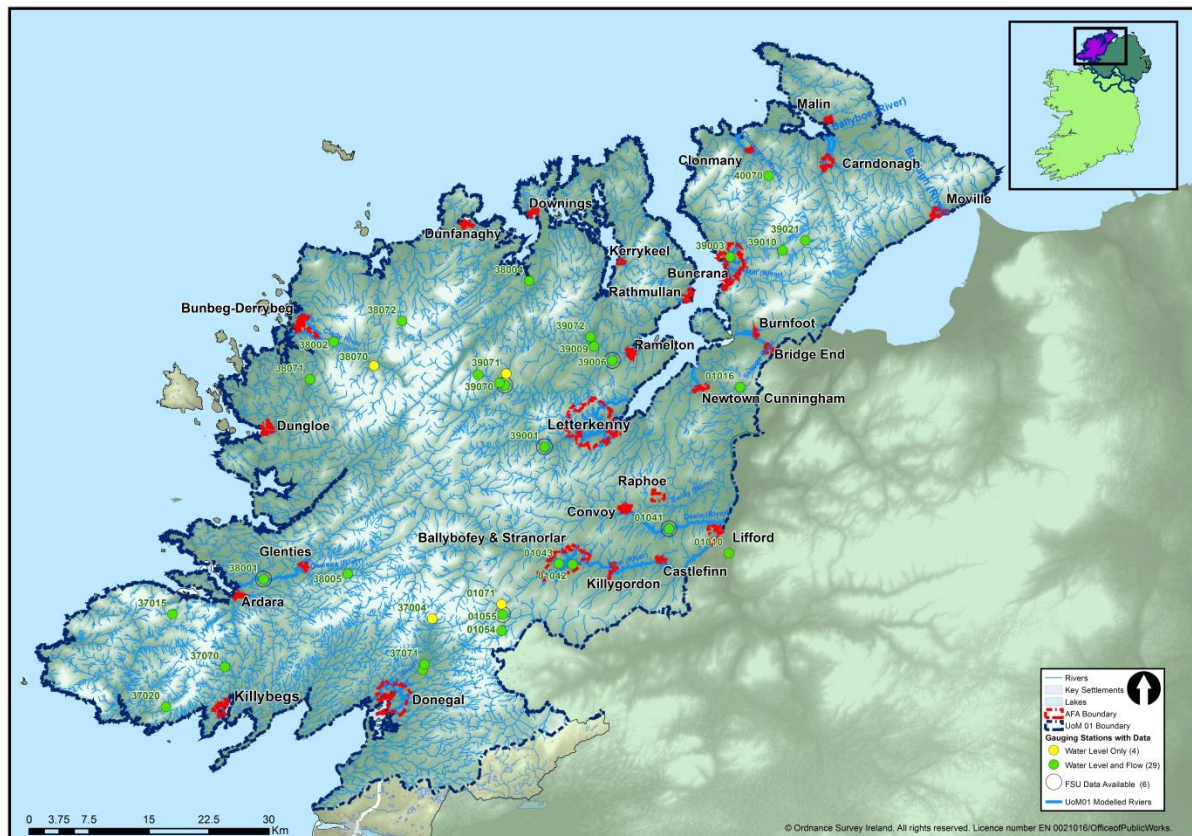 Malin
Ballyboe (River)
Clonmany
Carndonagh
40070
Moville
Downings
Dunfanaghy
39021
39010
39003
Kerrykeel
Buncrana
38004
Rathmullan
Bunbeg-Derrybeg
38072
39072
Burnfoot
38002
39009
Ramelton
Bridge End
38070
39071
39006
38071
39070
01016
Newtown Cunningham
Dungloe
Letterkenny
39001
Raphoe
Convoy
Deele (River)
01041
Ballybofey & Stranorlar
Lifford
01010
Glenties
01043
38001
01042
Castlefinn
38005
Killygordon
Ardara
37015
37004
01071
01055
01054
37070
37071
37020
Killybegs
Donegal
Rivers
Key Settlements
Lakes
AFA Boundary
UoM 01 Boundary
Gauging Stations with Data
Water Level Only (4)
Water Level and Flow (29)
FSU Data Available (6)
UoM01 Modelled Rviers
0 3.75 7.5 15 22.5 30
Km
© Ordnance Survey Ireland. All rights reserved. Licence number EN 0021016/OfficeofPublicWorks.